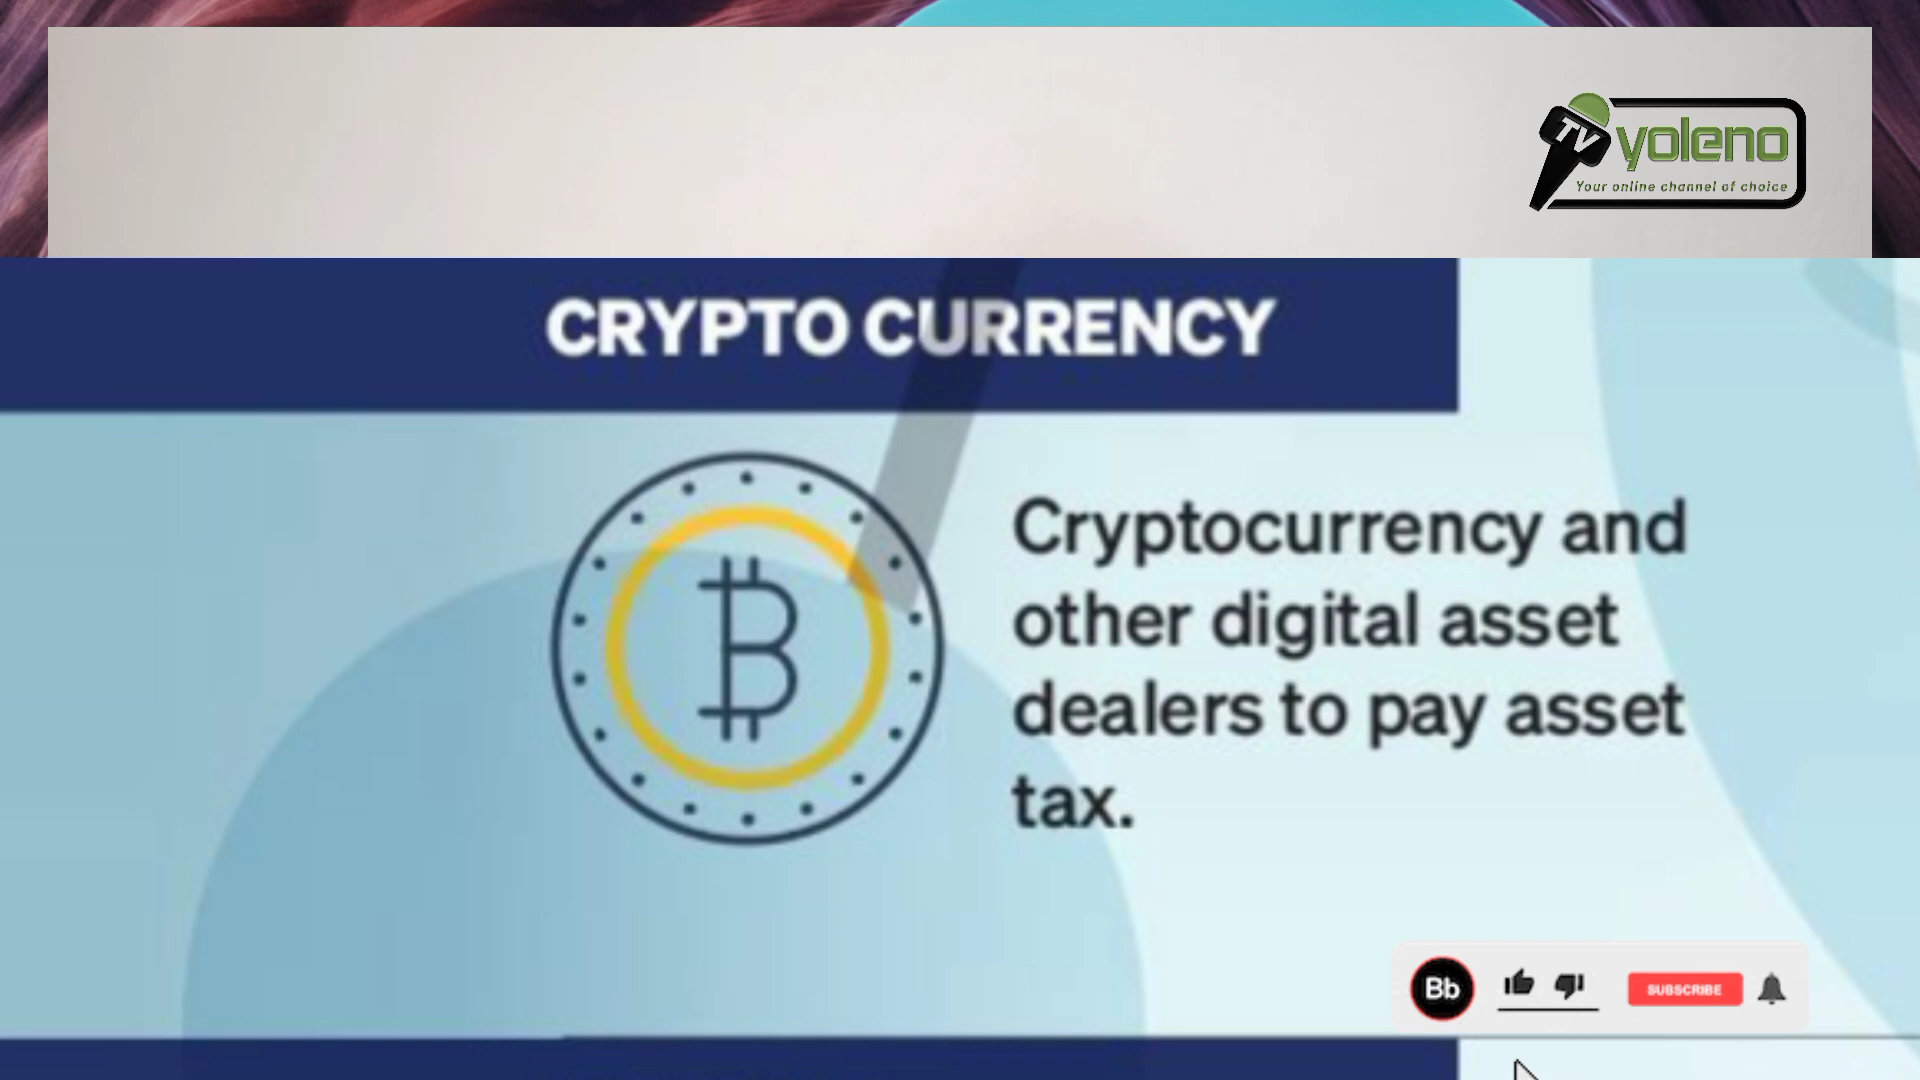 TV yoleno
Your online channel of choice
CRYPTO CURRENCY
Cryptocurrency and
other digital asset
dealers to pay asset
tax.
Bb
SUBSCRIBE